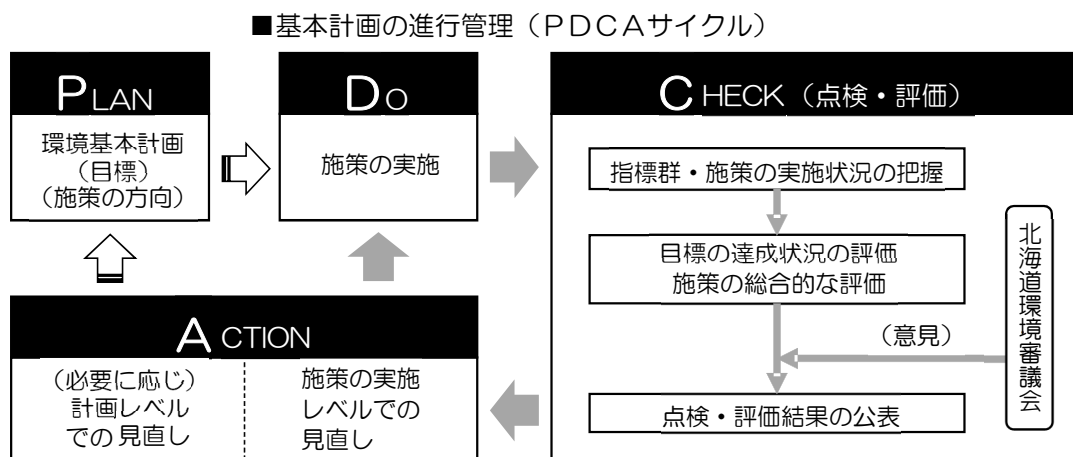 ■基本計画の進行管理（ＰＤＣＡサイクル）
PLAN
環境基本計画
（目標）
（施策の方向）
DO
施策の実施
CHECK（点検・評価）
指標群・施策の実施状況の把握
目標の達成状況の評価
施策の総合的な評価
（意見）
北海道環境審議会
点検・評価結果の公表
ACTION
（必要に応じ）
計画レベル
での見直し
施策の実施
レベルでの
見直し